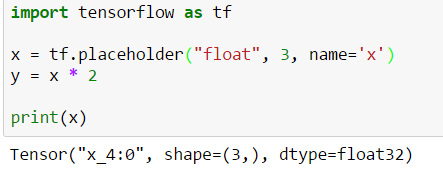 import tensorflow as tf
x = tf.placeholder("float", 3, name='x')
y = x * 2
print(x)
Tensor("x_4:0", shape=(3,), dtype=float32)